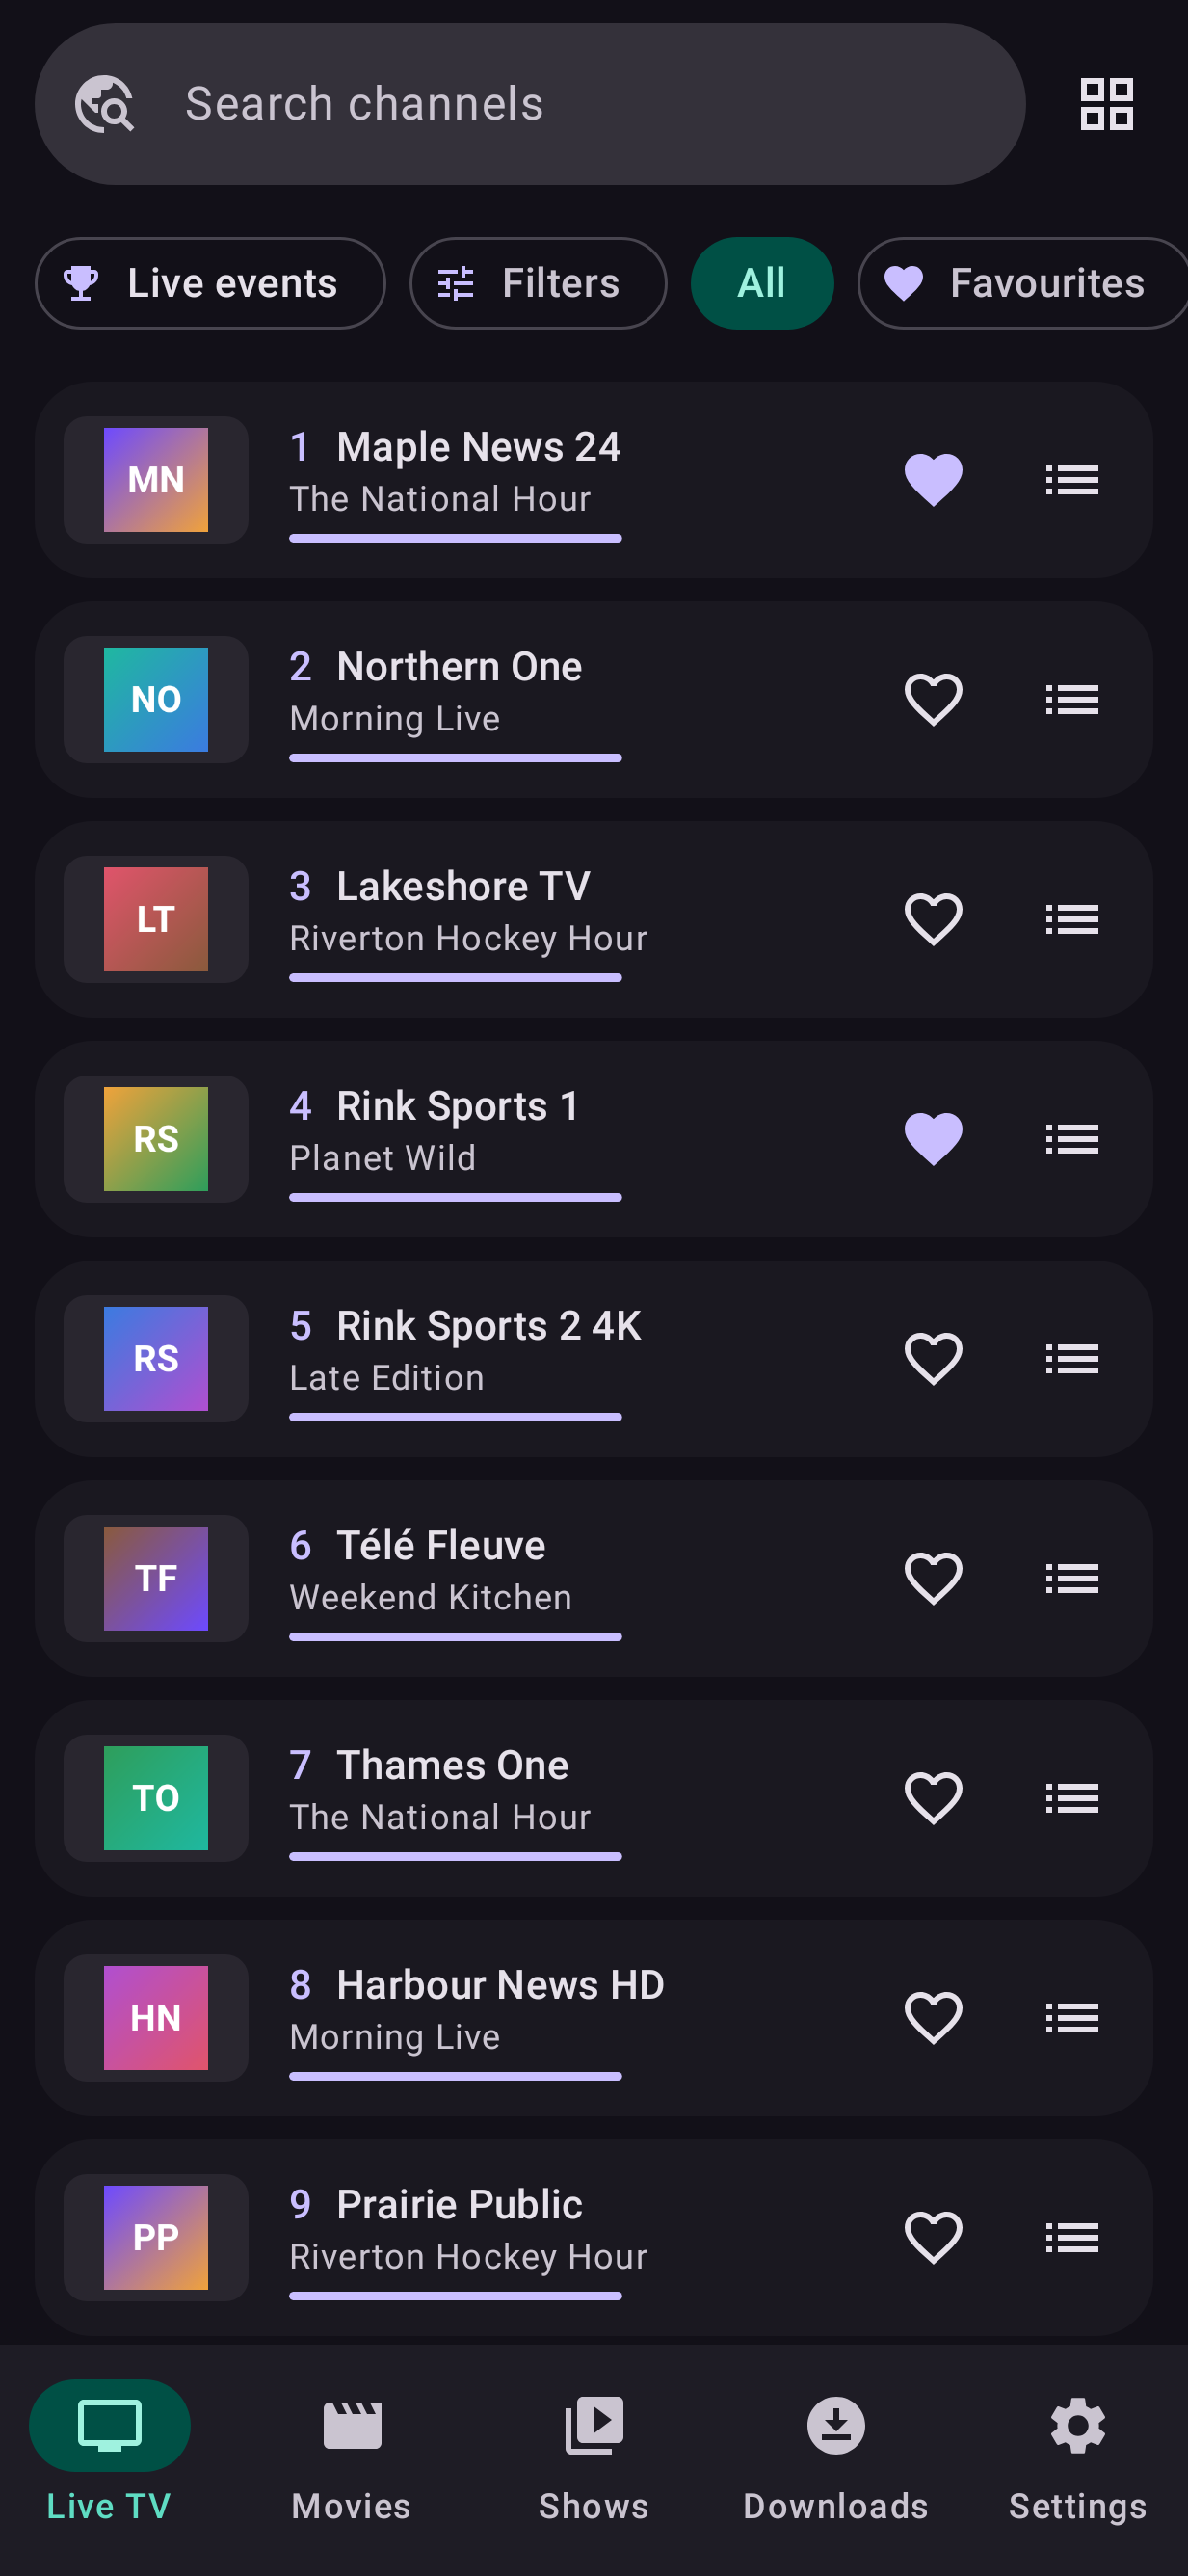 Search channels
Live events
Filters
All
Favourites
MN
1 Maple News 24
The National Hour
NO
2 Northern One
Morning Live
LT
3 Lakeshore TV
Riverton Hockey Hour
RS
4 Rink Sports 1
Planet Wild
RS
5 Rink Sports 2 4K
Late Edition
TF
6 Télé Fleuve
Weekend Kitchen
TO
7 Thames One
The National Hour
HN
8 Harbour News HD
Morning Live
PP
9 Prairie Public
Riverton Hockey Hour
Live TV
Movies
Shows
Downloads
Settings